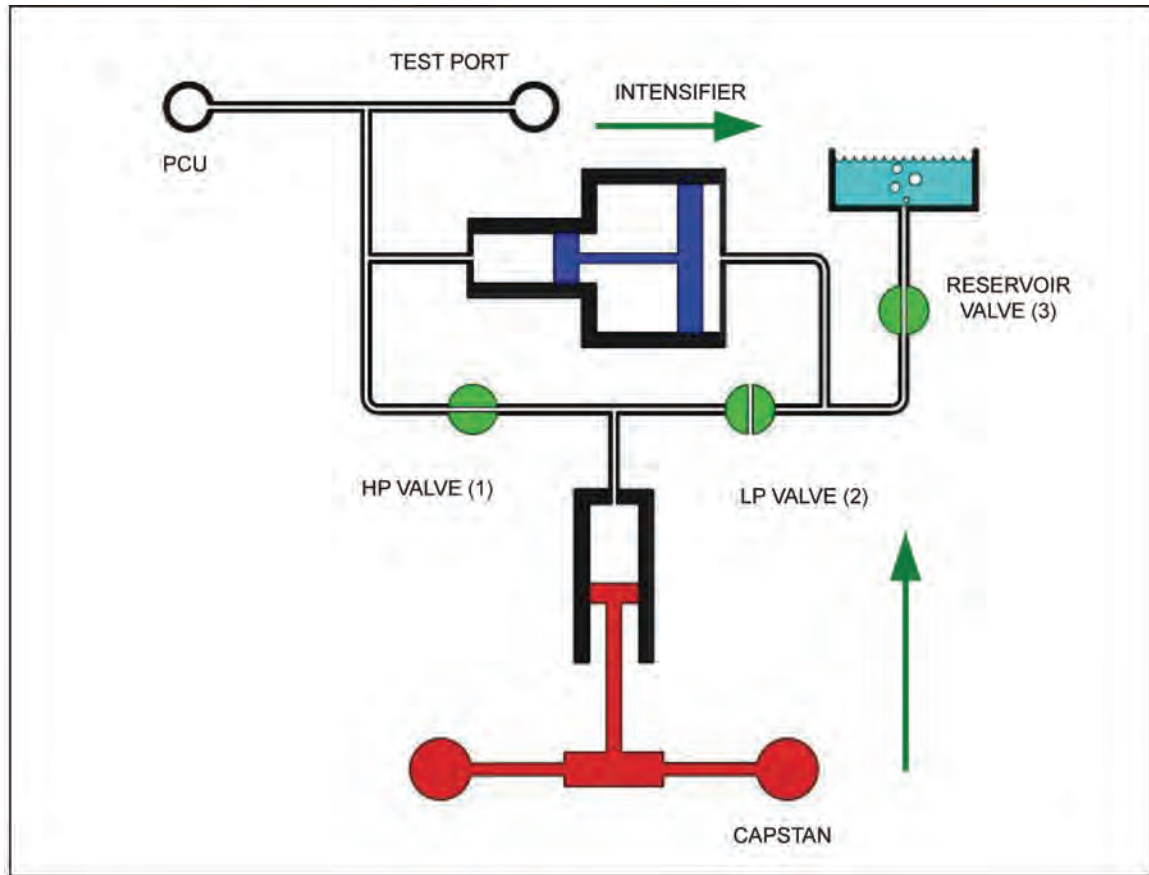 TEST PORT
INTENSIFIER
PCU
RESERVOIR
VALVE (3)
HP VALVE (1)
LP VALVE (2)
CAPSTAN